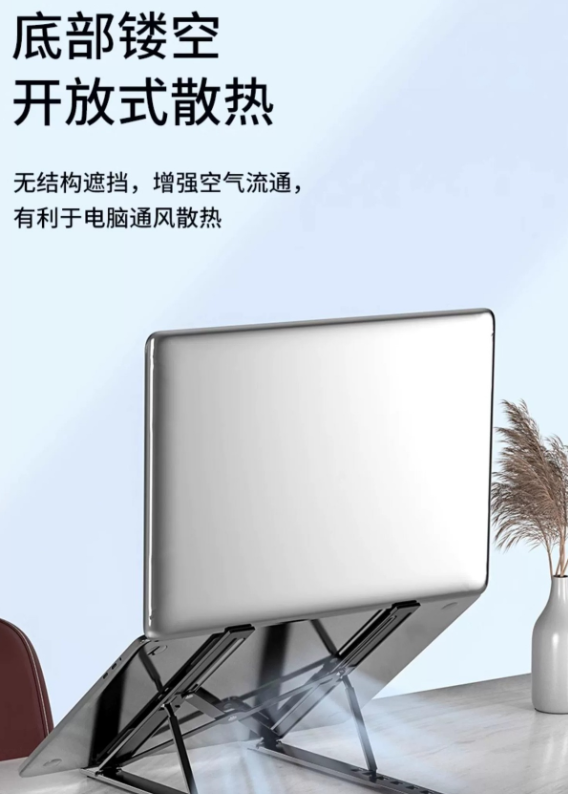 底部镂空
开放式散热
无结构遮挡，增强空气流通，
有利于电脑通风散热